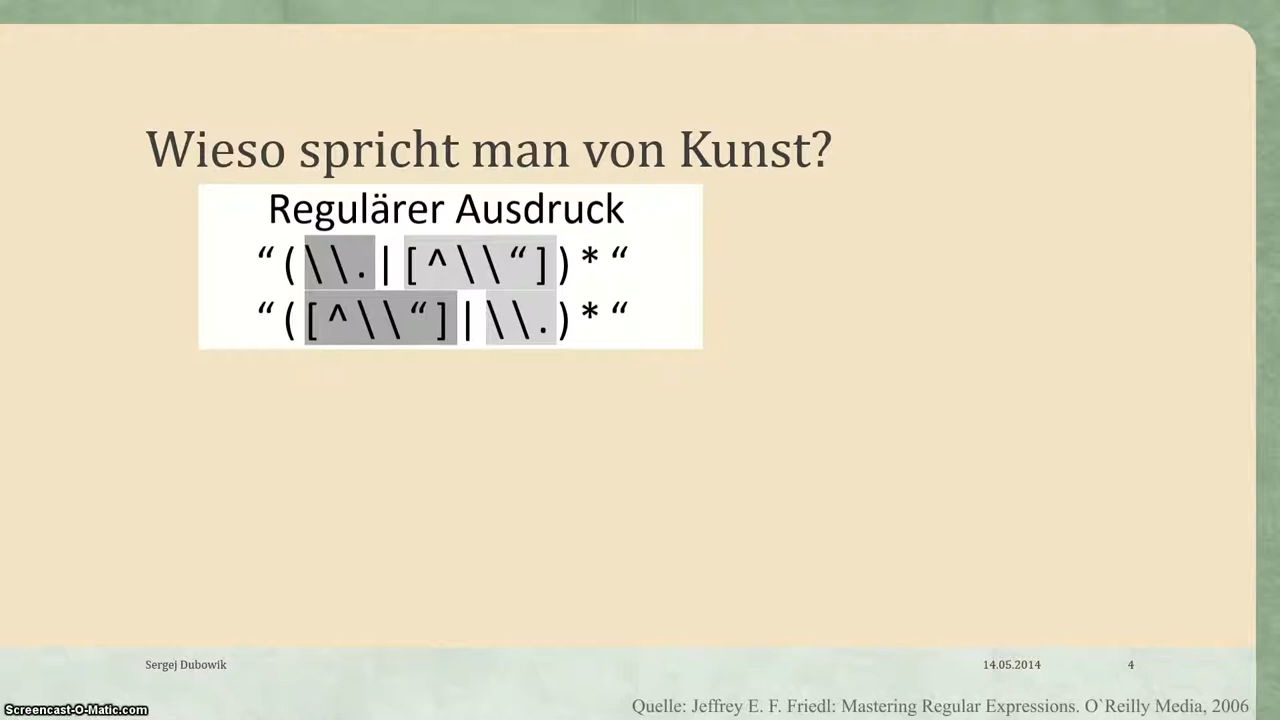 Wieso spricht man von Kunst?
Regulärer Ausdruck
“(\\.|[^\\“])*“
“([^\\“]|\\.)*“
Sergej Dubowik 14.05.2014 4
Screencast-O-Matic.com
Quelle: Jeffrey E. F. Friedl: Mastering Regular Expressions. O`Reilly Media, 2006